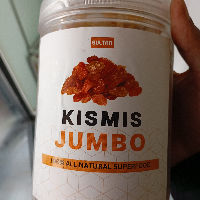 SULTAN
KISMIS
JUMBO
100% ALL NATURAL SUPERFOOD